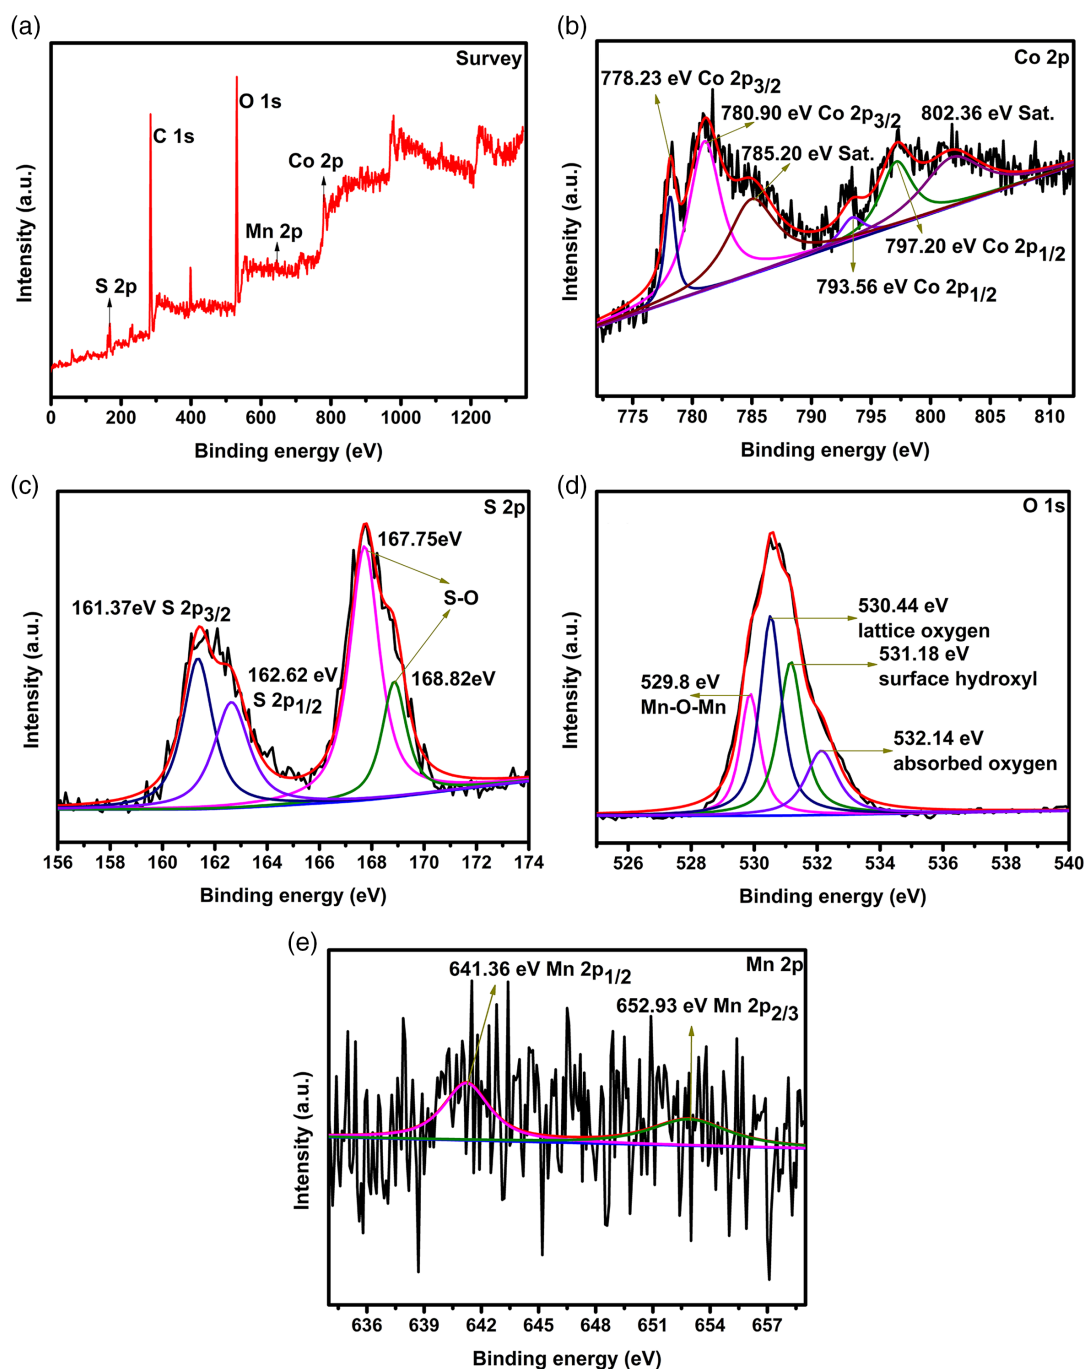 (a)
Survey
O 1s
C 1s
Co 2p
Mn 2p
S 2p
Intensity (a.u.)
0 200 400 600 800 1000 1200
Binding energy (eV)
(b)
Co 2p
778.23 eV Co 2p3/2
780.90 eV Co 2p3/2
802.36 eV Sat.
785.20 eV Sat.
797.20 eV Co 2p1/2
793.56 eV Co 2p1/2
Intensity (a.u.)
775 780 785 790 795 800 805 810
Binding energy (eV)
(c)
S 2p
167.75eV
S-O
161.37eV S 2p3/2
162.62 eV
S 2p1/2
168.82eV
Intensity (a.u.)
156 158 160 162 164 166 168 170 172 174
Binding energy (eV)
(d)
O 1s
530.44 eV
lattice oxygen
531.18 eV
surface hydroxyl
529.8 eV
Mn-O-Mn
532.14 eV
absorbed oxygen
Intensity (a.u.)
526 528 530 532 534 536 538 540
Binding energy (eV)
(e)
Mn 2p
641.36 eV Mn 2p1/2
652.93 eV Mn 2p2/3
Intensity (a.u.)
636 639 642 645 648 651 654 657
Binding energy (eV)